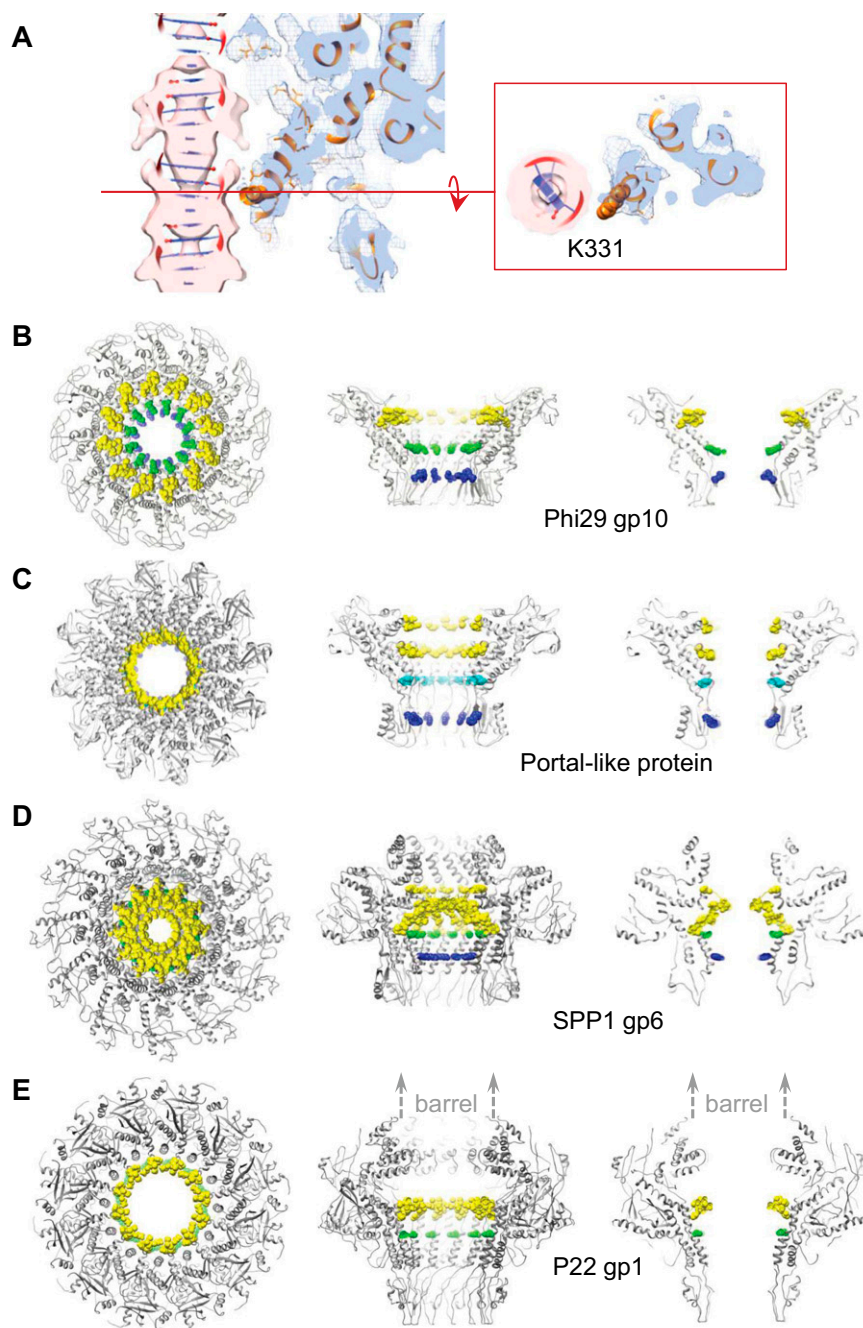 A
K331
B
Phi29 gp10
C
Portal-like protein
D
SPP1 gp6
E
barrel
barrel
P22 gp1